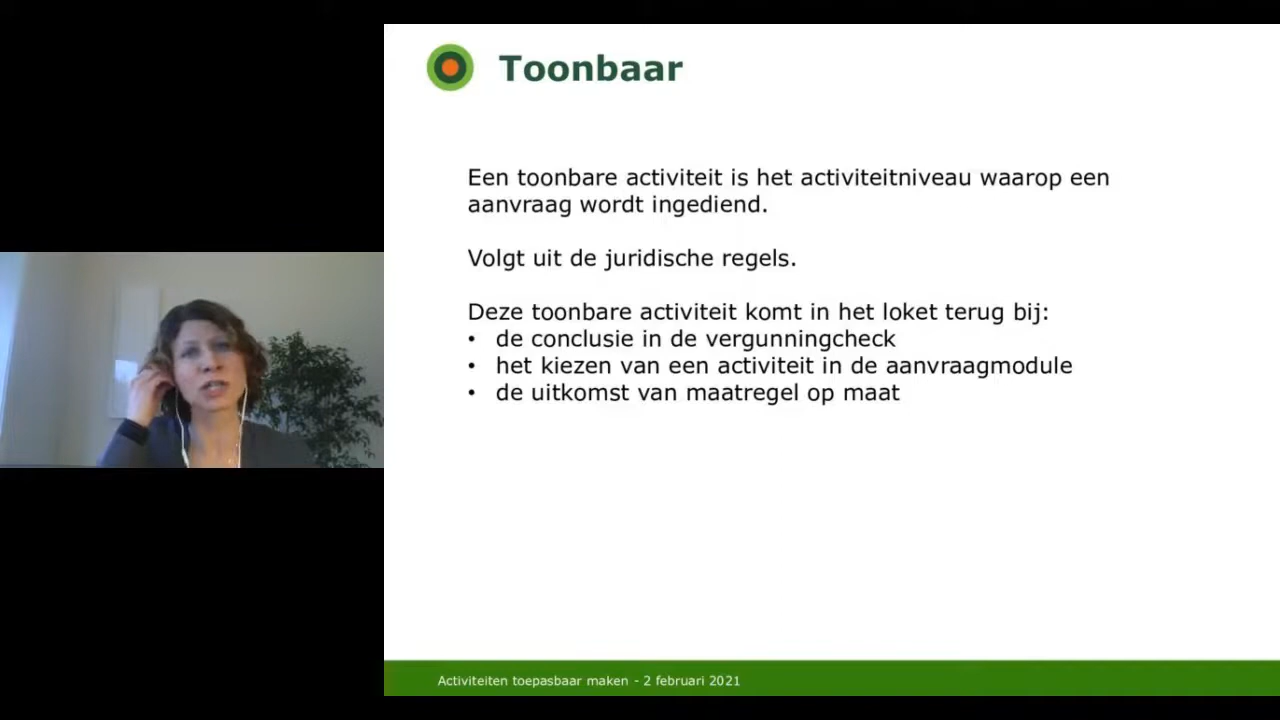 Toonbaar
Een toonbare activiteit is het activiteitniveau waarop een
aanvraag wordt ingediend.
Volgt uit de juridische regels.
Deze toonbare activiteit komt in het loket terug bij:
• de conclusie in de vergunningcheck
• het kiezen van een activiteit in de aanvraagmodule
• de uitkomst van maatregel op maat
Activiteiten toepasbaar maken - 2 februari 2021